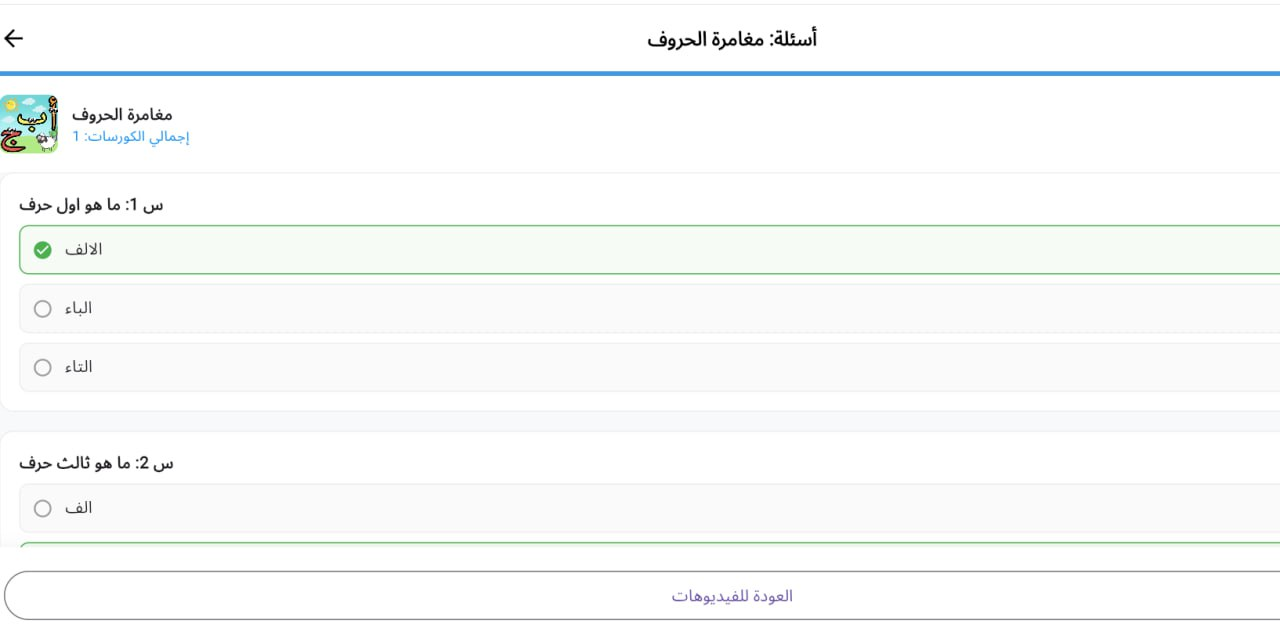 أسئلة: مغامرة الحروف
أ ب ج
مغامرة الحروف
إجمالي الكورسات: 1
س 1: ما هو اول حرف
الالف
الباء
التاء
س 2: ما هو ثالث حرف
الف
العودة للفيديوهات